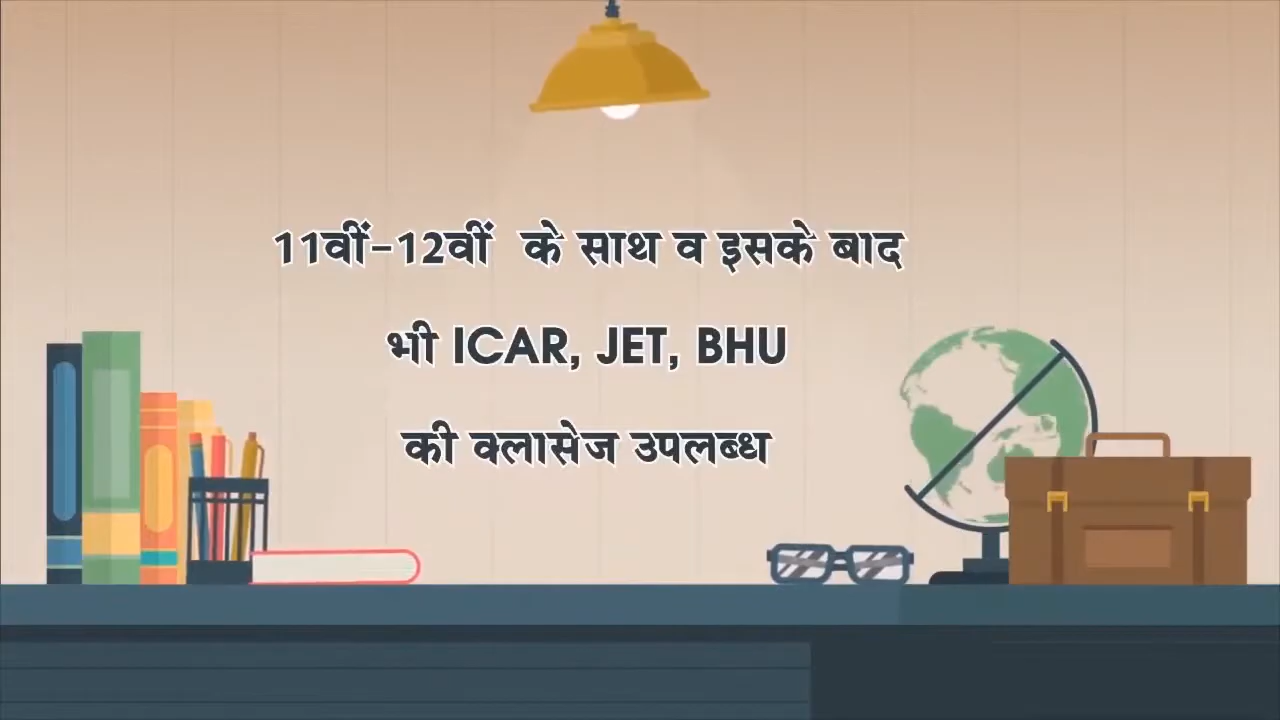 11वीं-12वीं के साथ व इसके बाद
भी ICAR, JET, BHU
की क्लासेज उपलब्ध